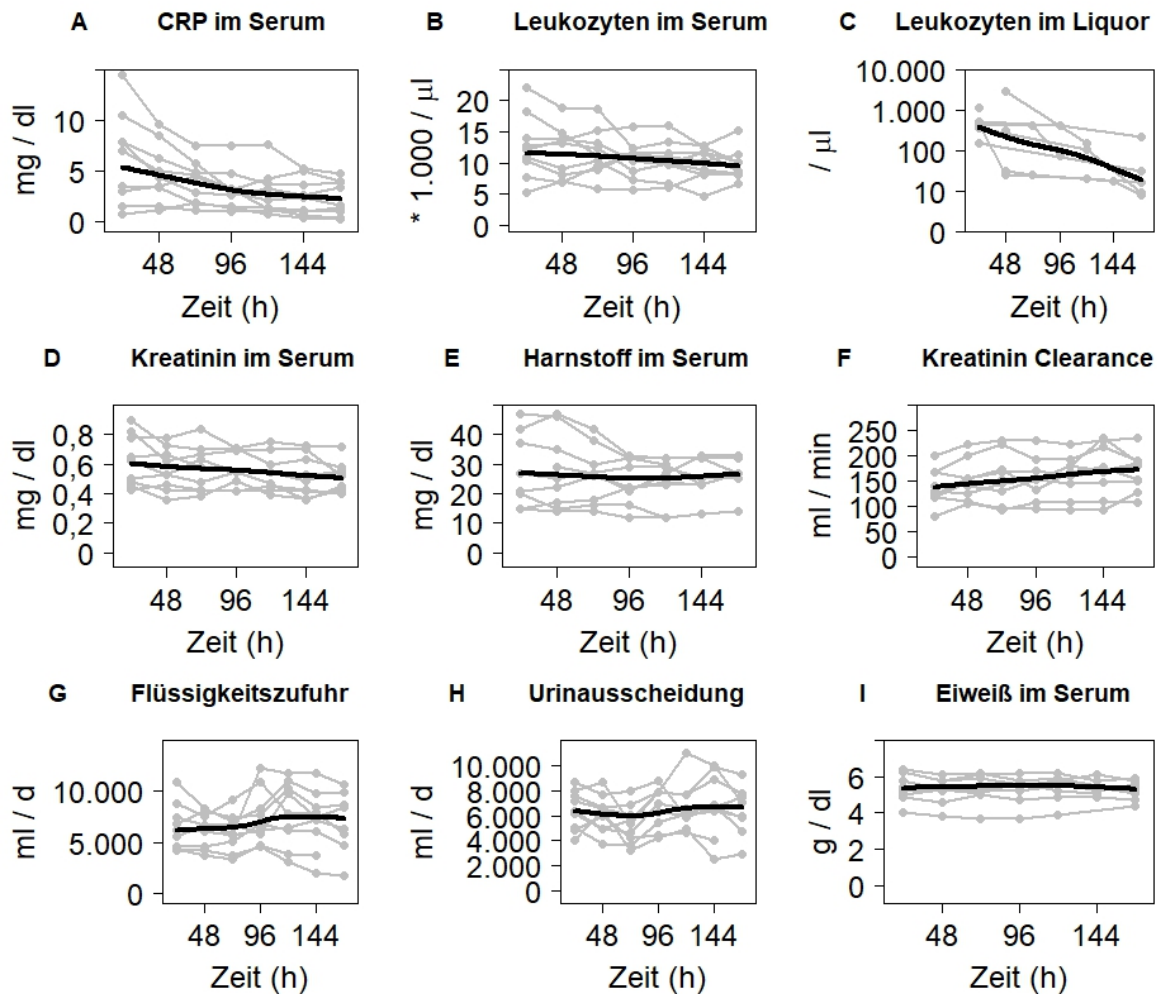 A CRP im Serum
B Leukozyten im Serum
C Leukozyten im Liquor
mg / dl
10
5
0
48 96 144
Zeit (h)
* 1.000 / µl
20
15
10
5
0
48 96 144
Zeit (h)
/ µl
10.000
1.000
100
10
0
48 96 144
Zeit (h)
D Kreatinin im Serum
E Harnstoff im Serum
F Kreatinin Clearance
mg / dl
0,8
0,6
0,4
0,2
0
48 96 144
Zeit (h)
mg / dl
40
30
20
10
0
48 96 144
Zeit (h)
ml / min
250
200
150
100
50
0
48 96 144
Zeit (h)
G Flüssigkeitszufuhr
H Urinausscheidung
I Eiweiß im Serum
ml / d
10.000
5.000
0
48 96 144
Zeit (h)
ml / d
10.000
8.000
6.000
4.000
2.000
0
48 96 144
Zeit (h)
g / dl
6
4
2
0
48 96 144
Zeit (h)